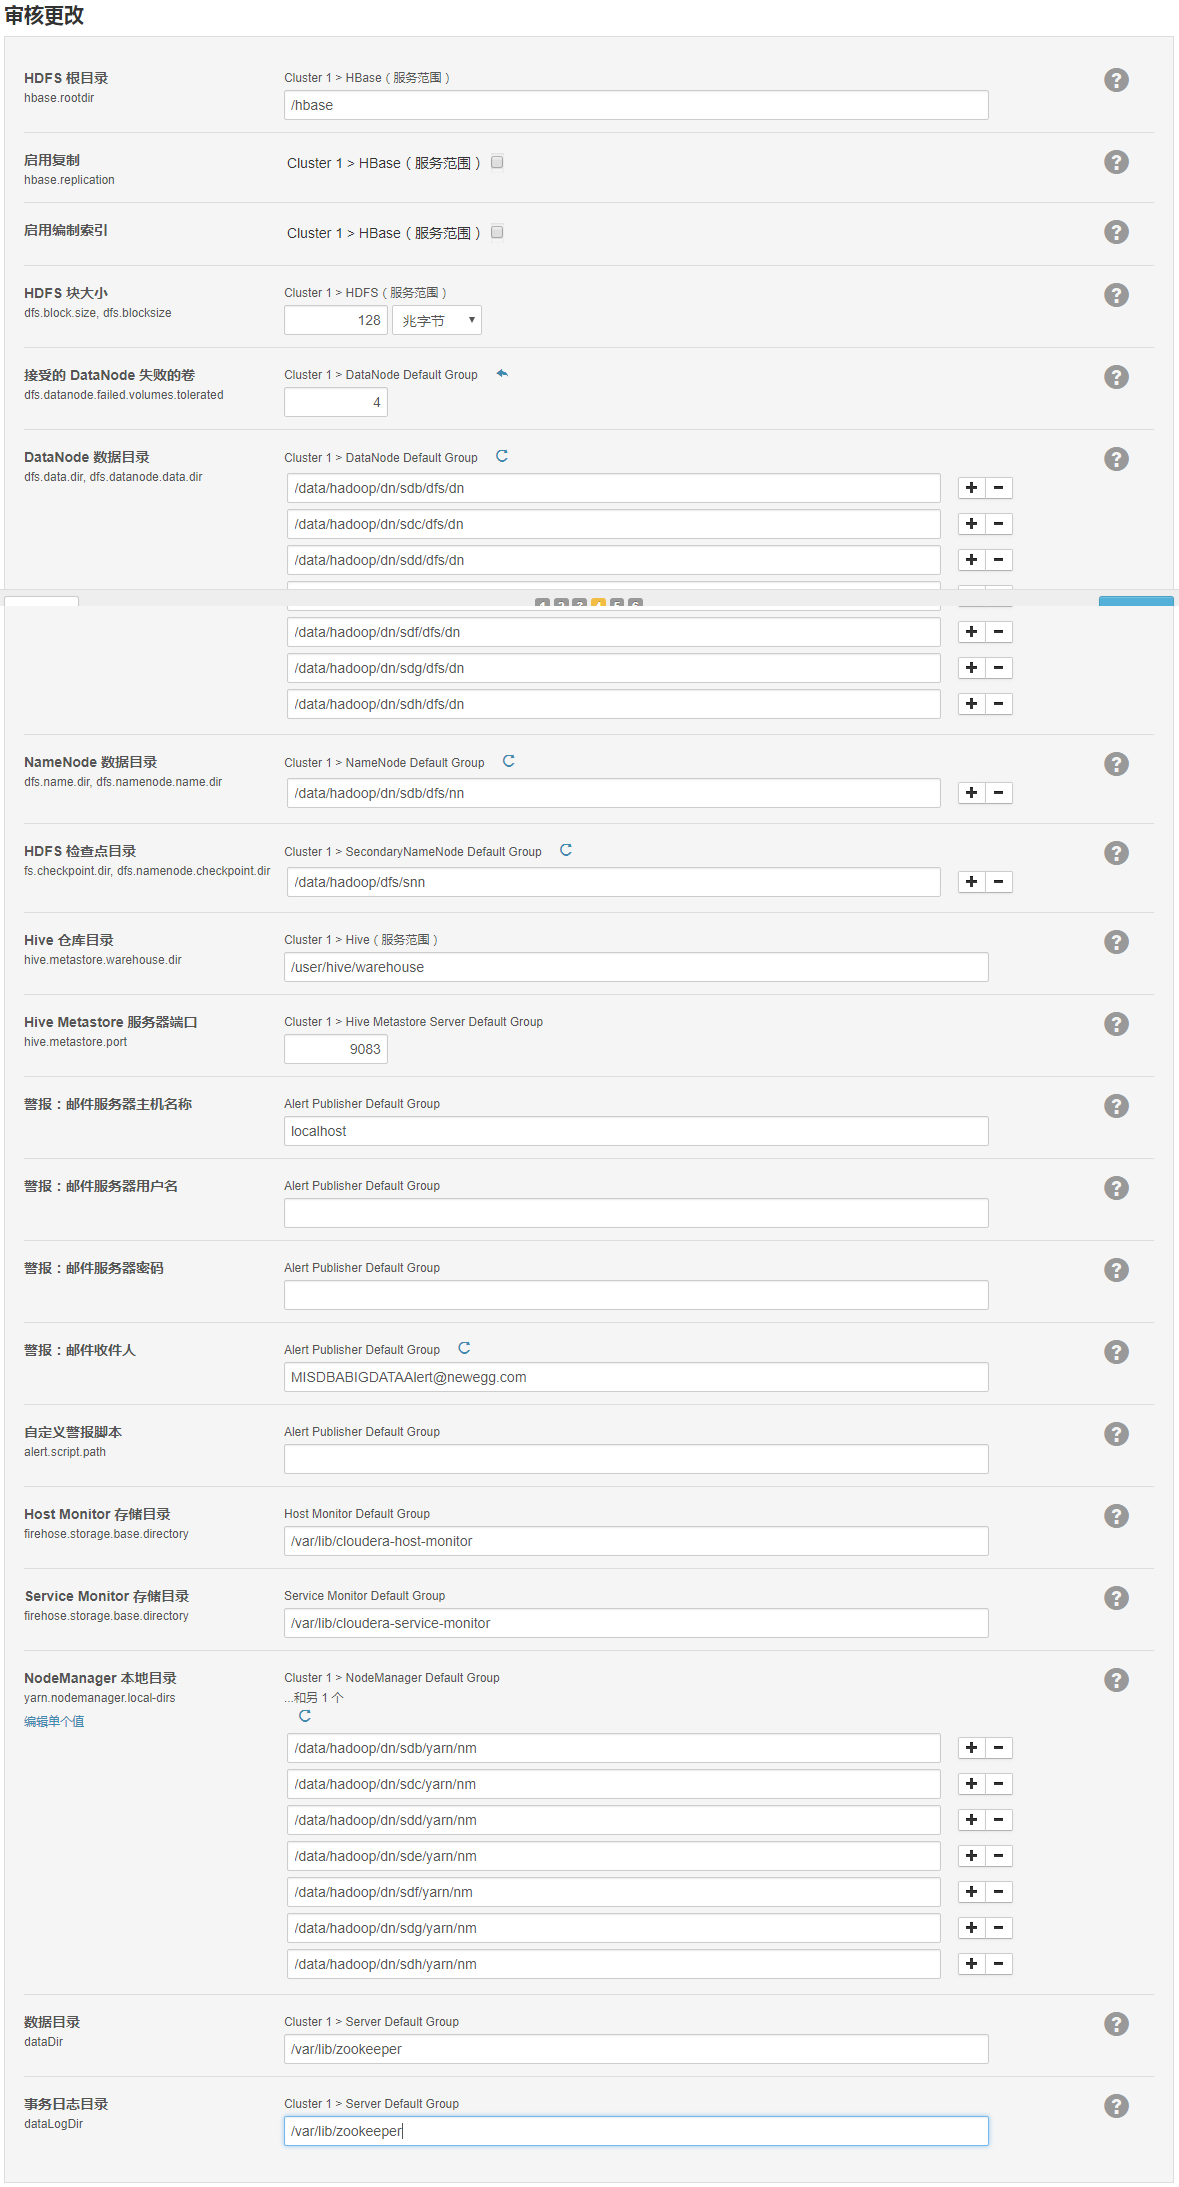 审核更改
HDFS 根目录
hbase.rootdir
Cluster 1 > HBase（服务范围）
/hbase
启用复制
hbase.replication
Cluster 1 > HBase（服务范围）
启用编制索引
Cluster 1 > HBase（服务范围）
HDFS 块大小
dfs.block.size, dfs.blocksize
Cluster 1 > HDFS（服务范围）
128 兆字节
接受的 DataNode 失败的卷
dfs.datanode.failed.volumes.tolerated
Cluster 1 > DataNode Default Group
4
DataNode 数据目录
dfs.data.dir, dfs.datanode.data.dir
Cluster 1 > DataNode Default Group
/data/hadoop/dn/sdb/dfs/dn
/data/hadoop/dn/sdc/dfs/dn
/data/hadoop/dn/sdd/dfs/dn
/data/hadoop/dn/sdf/dfs/dn
/data/hadoop/dn/sdg/dfs/dn
/data/hadoop/dn/sdh/dfs/dn
NameNode 数据目录
dfs.name.dir, dfs.namenode.name.dir
Cluster 1 > NameNode Default Group
/data/hadoop/dn/sdb/dfs/nn
HDFS 检查点目录
fs.checkpoint.dir, dfs.namenode.checkpoint.dir
Cluster 1 > SecondaryNameNode Default Group
/data/hadoop/dfs/snn
Hive 仓库目录
hive.metastore.warehouse.dir
Cluster 1 > Hive（服务范围）
/user/hive/warehouse
Hive Metastore 服务器端口
hive.metastore.port
Cluster 1 > Hive Metastore Server Default Group
9083
警报：邮件服务器主机名称
Alert Publisher Default Group
localhost
警报：邮件服务器用户名
Alert Publisher Default Group
警报：邮件服务器密码
Alert Publisher Default Group
警报：邮件收件人
Alert Publisher Default Group
MISDBABIGDATAAlert@newegg.com
自定义警报脚本
alert.script.path
Alert Publisher Default Group
Host Monitor 存储目录
firehose.storage.base.directory
Host Monitor Default Group
/var/lib/cloudera-host-monitor
Service Monitor 存储目录
firehose.storage.base.directory
Service Monitor Default Group
/var/lib/cloudera-service-monitor
NodeManager 本地目录
yarn.nodemanager.local-dirs
编辑单个值
Cluster 1 > NodeManager Default Group
...和另 1 个
/data/hadoop/dn/sdb/yarn/nm
/data/hadoop/dn/sdc/yarn/nm
/data/hadoop/dn/sdd/yarn/nm
/data/hadoop/dn/sde/yarn/nm
/data/hadoop/dn/sdf/yarn/nm
/data/hadoop/dn/sdg/yarn/nm
/data/hadoop/dn/sdh/yarn/nm
数据目录
dataDir
Cluster 1 > Server Default Group
/var/lib/zookeeper
事务日志目录
dataLogDir
Cluster 1 > Server Default Group
/var/lib/zookeeper